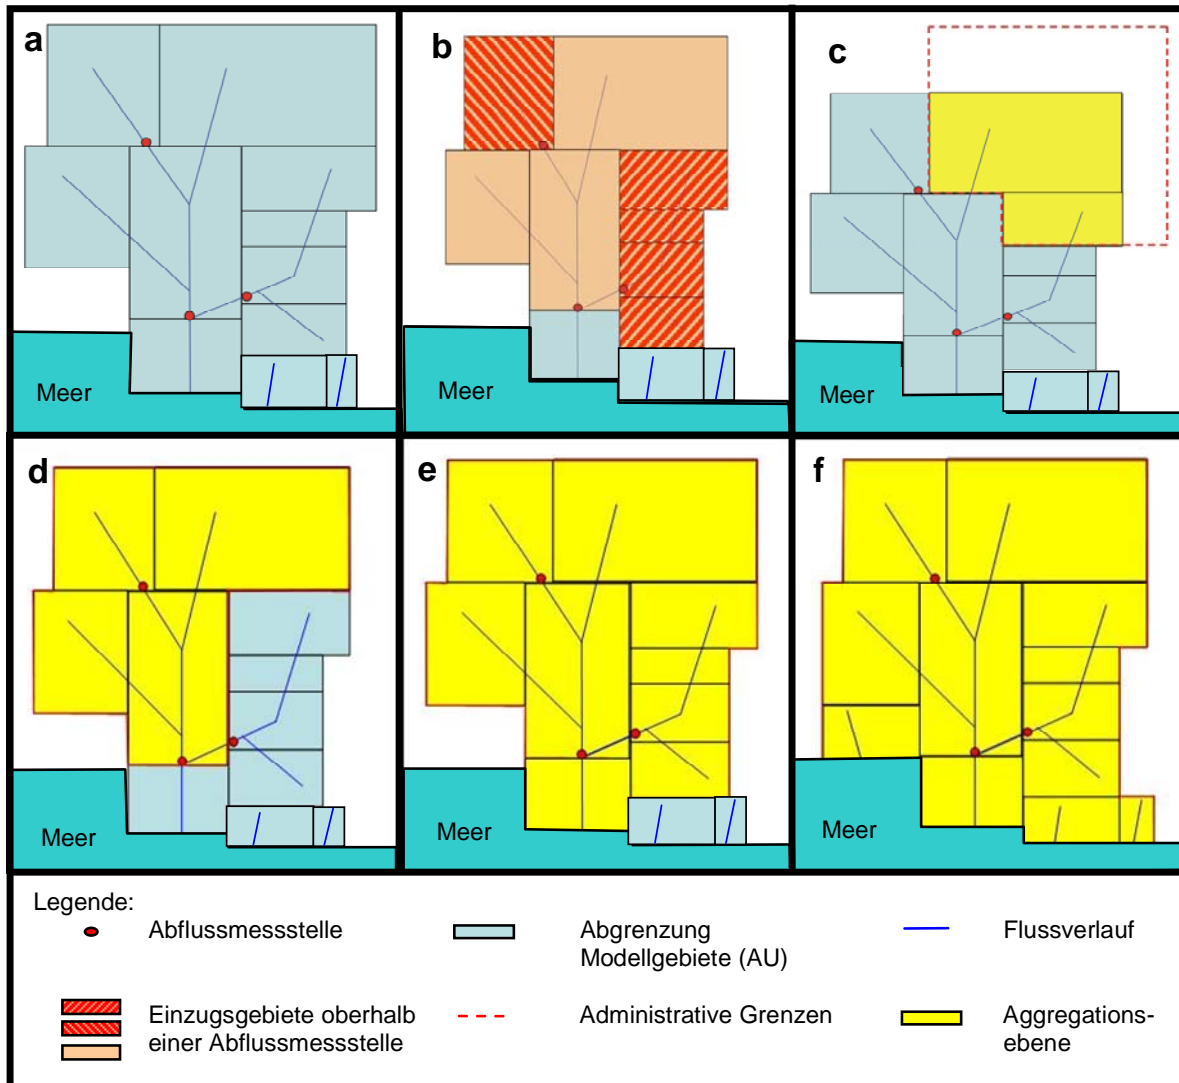 a
b
c
Meer
Meer
Meer
d
e
f
Meer
Meer
Meer
Legende:
Abflussmessstelle
Abgrenzung
Modellgebiete (AU)
Flussverlauf
Einzugsgebiete oberhalb
einer Abflussmessstelle
Administrative Grenzen
Aggregations-
ebene